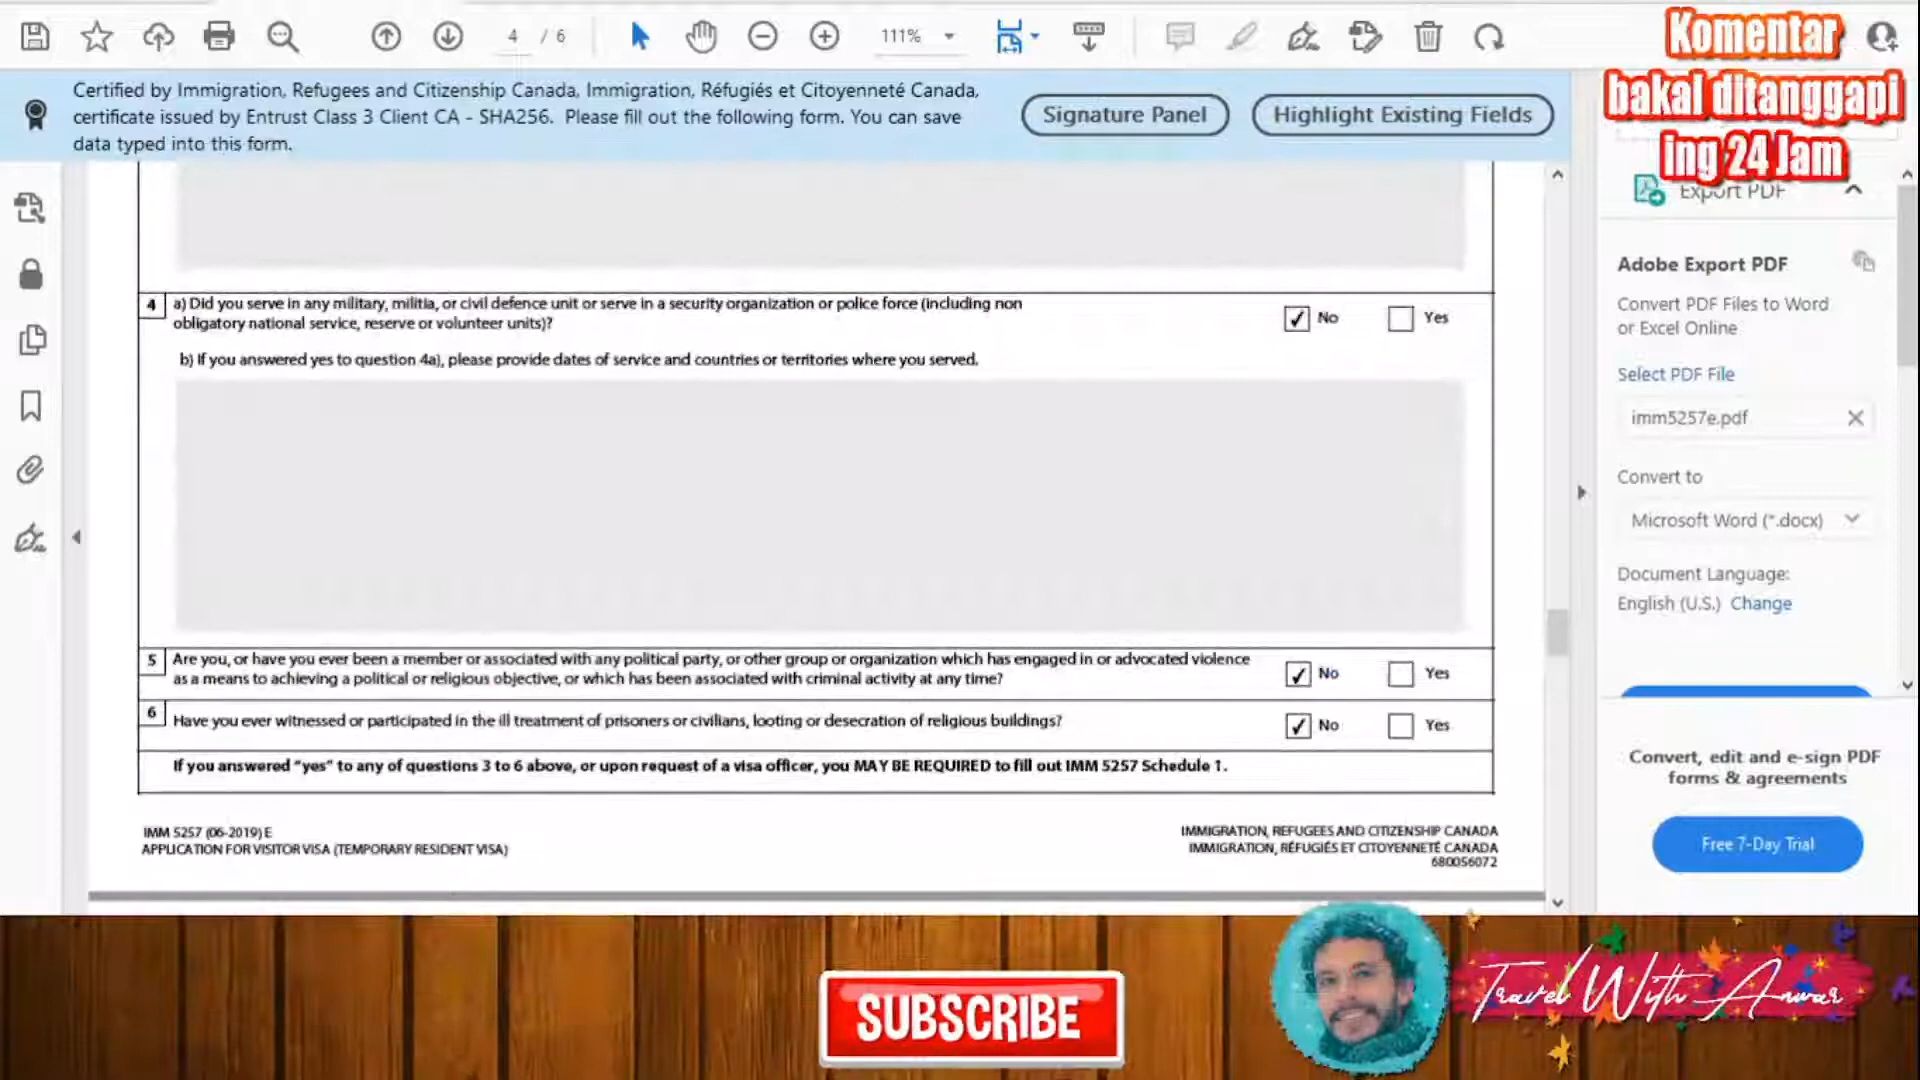 4 / 6
111%
Komentar
bakal ditanggapi
ing 24 Jam
Certified by Immigration, Refugees and Citizenship Canada, Immigration, Réfugiés et Citoyenneté Canada,
certificate issued by Entrust Class 3 Client CA - SHA256. Please fill out the following form. You can save
data typed into this form.
Signature Panel
Highlight Existing Fields
Export PDF
Adobe Export PDF
Convert PDF Files to Word
or Excel Online
Select PDF File
imm5257e.pdf
Convert to
Microsoft Word (*.docx)
Document Language:
English (U.S.) Change
Convert, edit and e-sign PDF
forms & agreements
Free 7-Day Trial
4 a) Did you serve in any military, militia, or civil defence unit or serve in a security organization or police force (including non
obligatory national service, reserve or volunteer units)?
No Yes
b) If you answered yes to question 4a), please provide dates of service and countries or territories where you served.
5 Are you, or have you ever been a member or associated with any political party, or other group or organization which has engaged in or advocated violence
as a means to achieving a political or religious objective, or which has been associated with criminal activity at any time?
No Yes
6 Have you ever witnessed or participated in the ill treatment of prisoners or civilians, looting or desecration of religious buildings?
No Yes
If you answered "yes" to any of questions 3 to 6 above, or upon request of a visa officer, you MAY BE REQUIRED to fill out IMM 5257 Schedule 1.
IMM 5257 (06-2019) E
APPLICATION FOR VISITOR VISA (TEMPORARY RESIDENT VISA)
IMMIGRATION, REFUGEES AND CITIZENSHIP CANADA
IMMIGRATION, RÉFUGIÉS ET CITOYENNETÉ CANADA
680056072
SUBSCRIBE
Travel With Anwar